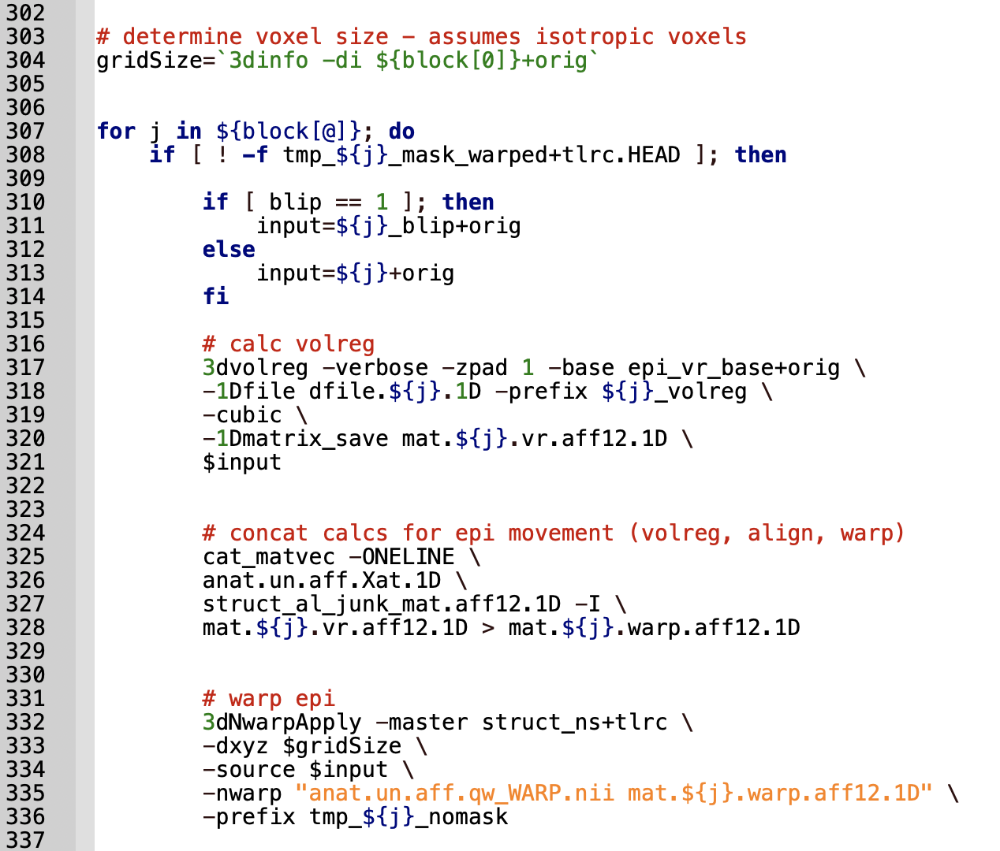 302
303 # determine voxel size – assumes isotropic voxels
304 gridSize=`3dinfo –di ${block[0]}+orig`
305
306
307 for j in ${block[@]}; do
308 if [ ! –f tmp_${j}_mask_warped+tlrc.HEAD ]; then
309
310 if [ blip == 1 ]; then
311 input=${j}_blip+orig
312 else
313 input=${j}+orig
314 fi
315
316 # calc volreg
317 3dvolreg –verbose –zpad 1 –base epi_vr_base+orig \
318 –1Dfile dfile.${j}.1D –prefix ${j}_volreg \
319 –cubic \
320 –1Dmatrix_save mat.${j}.vr.aff12.1D \
321 $input
322
323
324 # concat calcs for epi movement (volreg, align, warp)
325 cat_matvec –ONELINE \
326 anat.un.aff.Xat.1D \
327 struct_al_junk_mat.aff12.1D –I \
328 mat.${j}.vr.aff12.1D > mat.${j}.warp.aff12.1D
329
330
331 # warp epi
332 3dNwarpApply –master struct_ns+tlrc \
333 –dxyz $gridSize \
334 –source $input \
335 –nwarp "anat.un.aff.qw_WARP.nii mat.${j}.warp.aff12.1D" \
336 –prefix tmp_${j}_nomask
337